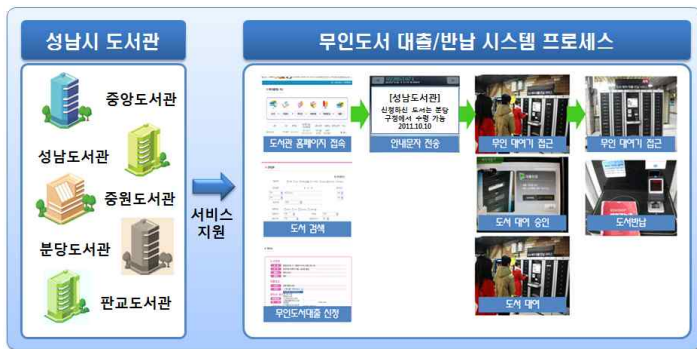 성남시 도서관
중앙도서관
성남도서관
중원도서관
분당도서관
판교도서관
서비스
지원
무인도서 대출/반납 시스템 프로세스
도서관 홈페이지 접속
도서 검색
무인도서대출 신청
[성남도서관]
신청하신 도서는 분당
구청에서 수령 가능
2011.10.10
안내문자 전송
무인 대여기 접근
도서 대여 승인
도서 대여
무인 대여기 접근
도서반납